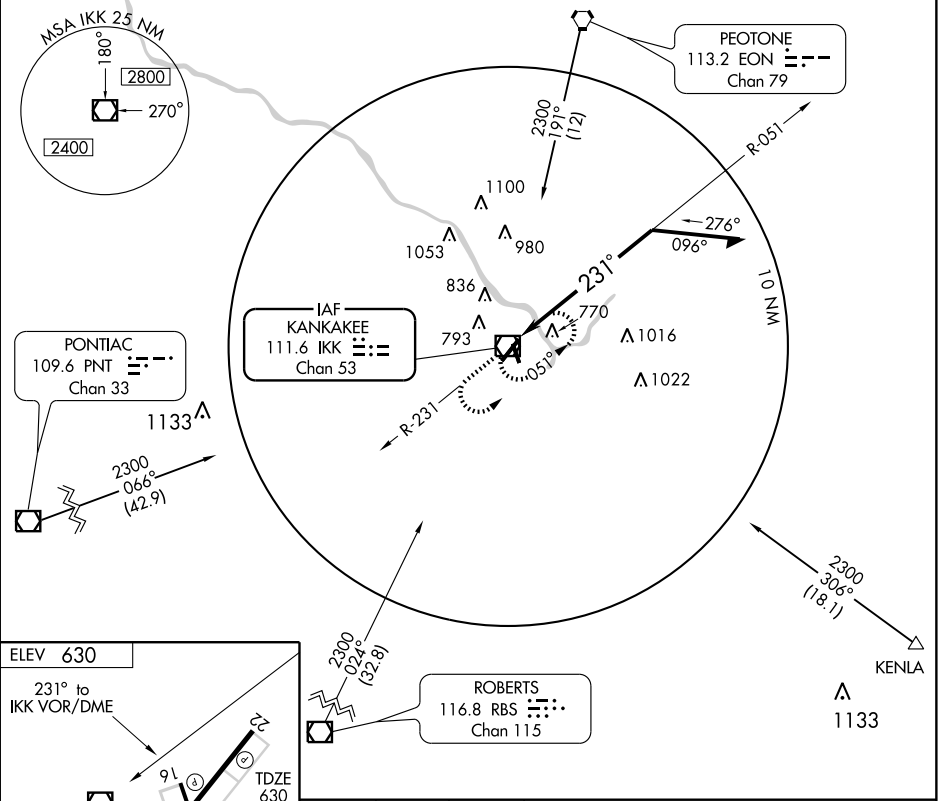 MSA IKK 25 NM
180°
2800
270°
2400
PEOTONE
113.2 EON
Chan 79
2300
191°
(12)
R-051
1100
1053
980
276°
096°
231°
10 NM
836
793
770
1016
1022
051°
IAF
KANKAKEE
111.6 IKK
Chan 53
R-231
PONTIAC
109.6 PNT
Chan 33
1133
2300
066°
(42.9)
2300
306°
(18.1)
KENLA
1133
2300
024°
(32.8)
ROBERTS
116.8 RBS
Chan 115
ELEV 630
231° to
IKK VOR/DME
22
16
P
P
TDZE
630